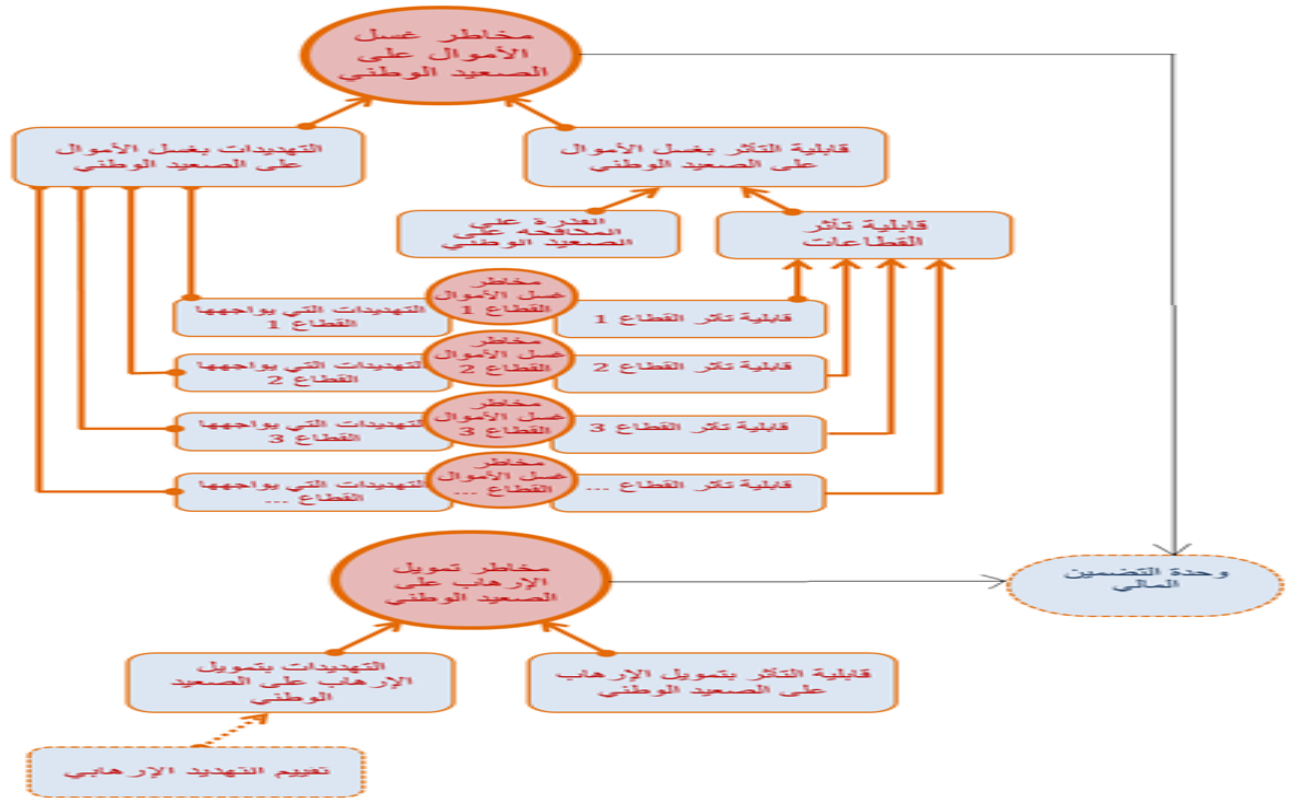 مخاطر غسل
الأموال على
الصعيد الوطني
قابلية التأثر بغسل الأموال
على الصعيد الوطني
التهديدات بغسل الأموال
على الصعيد الوطني
قابلية تأثر
القطاعات
القدرة على
المكافحة على
الصعيد الوطني
قابلية تأثر القطاع 1
مخاطر
غسل الأموال
القطاع 1
التهديدات التي يواجهها
القطاع 1
قابلية تأثر القطاع 2
مخاطر
غسل الأموال
القطاع 2
التهديدات التي يواجهها
القطاع 2
قابلية تأثر القطاع 3
مخاطر
غسل الأموال
القطاع 3
التهديدات التي يواجهها
القطاع 3
قابلية تأثر القطاع ...
مخاطر
غسل الأموال
القطاع ...
التهديدات التي يواجهها
القطاع ...
وحدة التضمين
المالي
مخاطر تمويل
الإرهاب على
الصعيد الوطني
قابلية التأثر بتمويل الإرهاب
على الصعيد الوطني
التهديدات بتمويل
الإرهاب على الصعيد
الوطني
تقييم التهديد الإرهابي